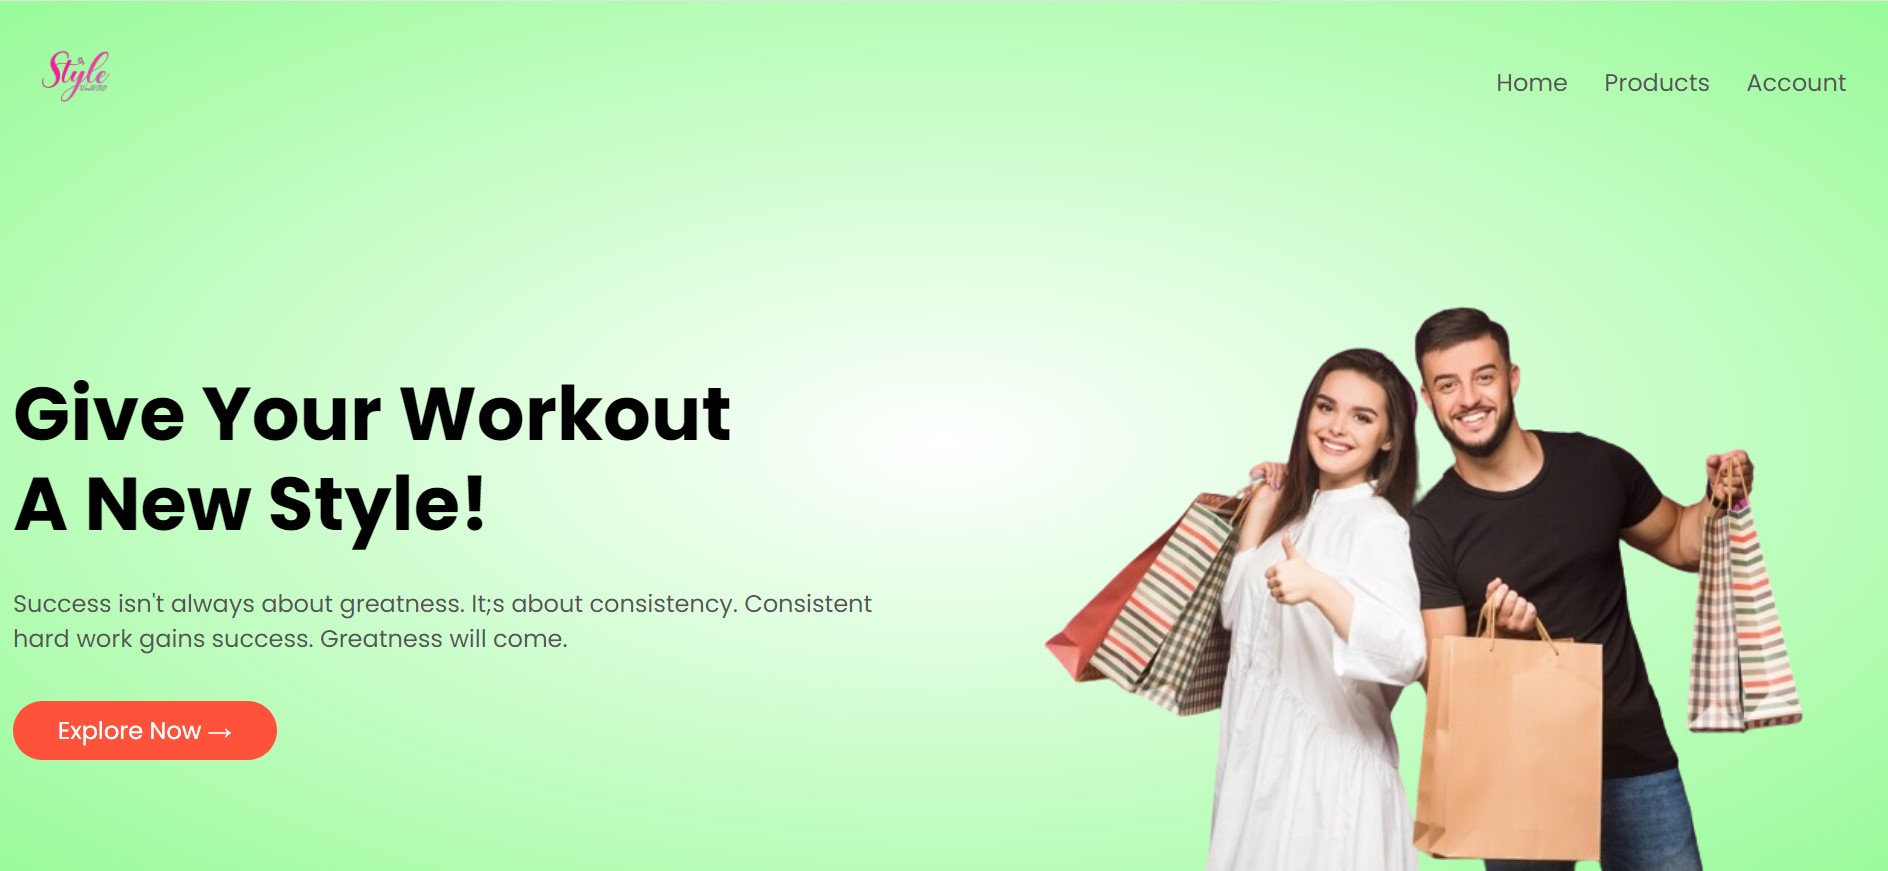 Style
Home Products Account
Give Your Workout
A New Style!
Success isn't always about greatness. It;s about consistency. Consistent
hard work gains success. Greatness will come.
Explore Now →